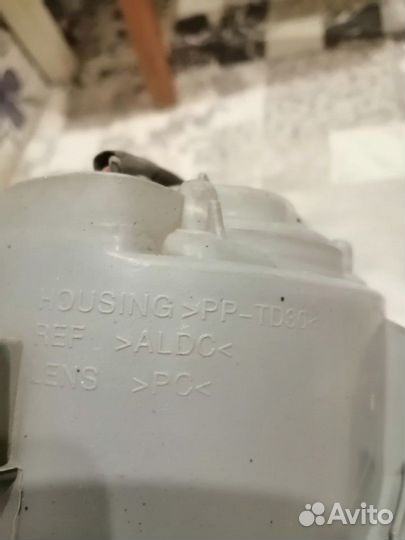 HOUSING >PP-TD30<
REF >ALDC<
LENS >PC<
Avito